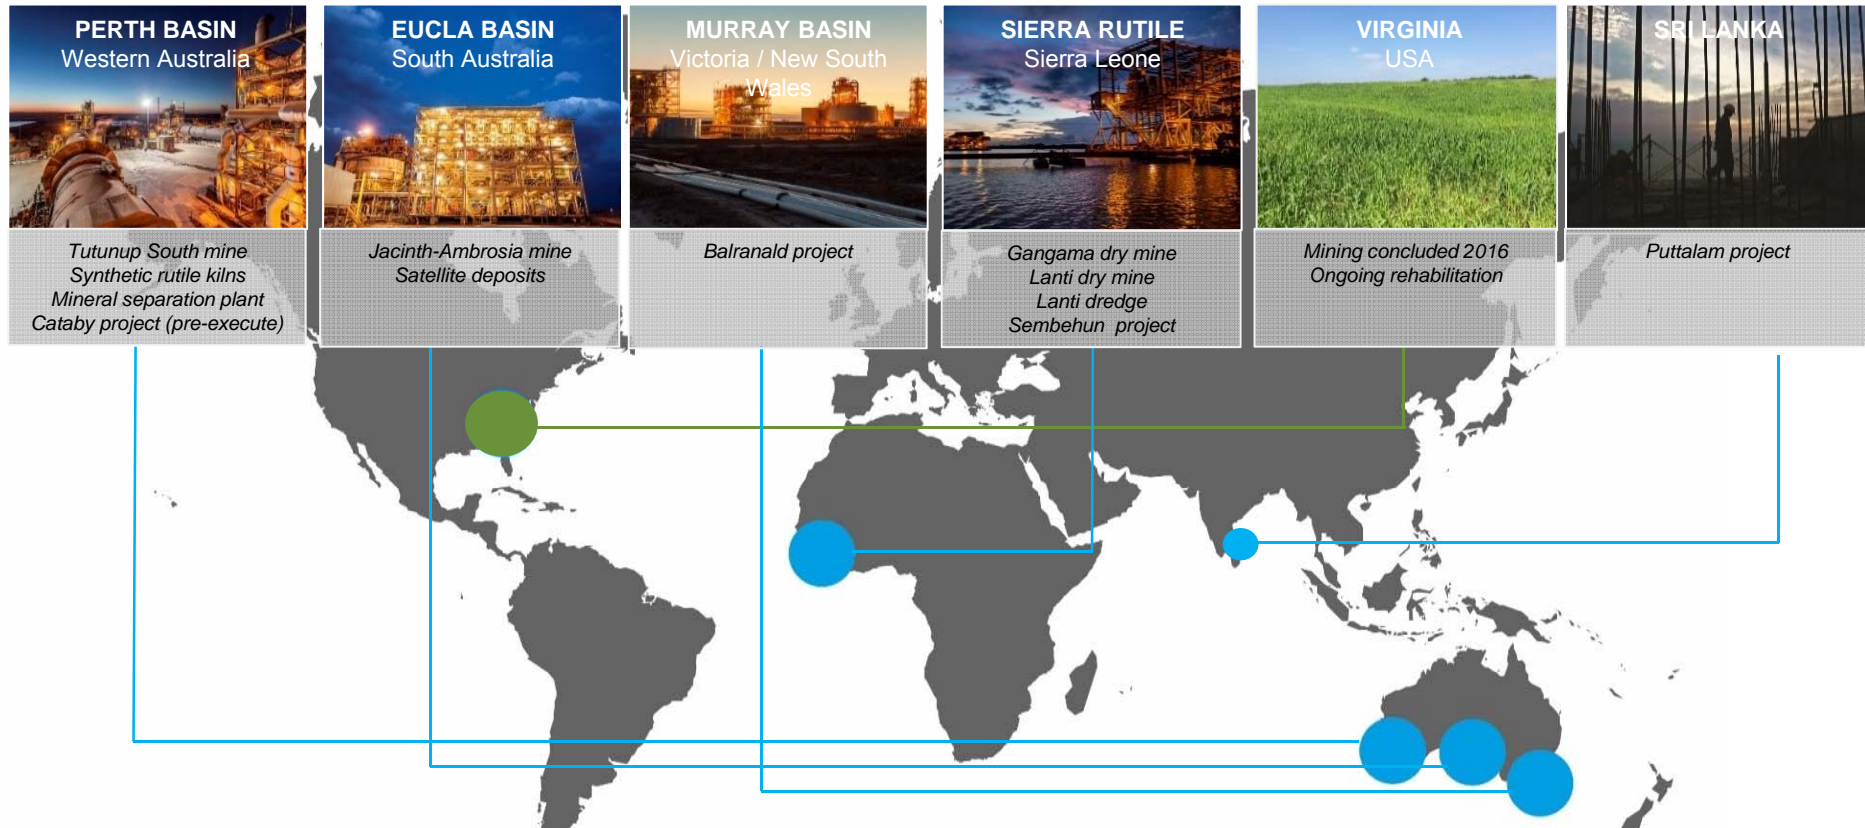 PERTH BASIN
Western Australia
EUCLA BASIN
South Australia
MURRAY BASIN
Victoria / New South
Wales
SIERRA RUTILE
Sierra Leone
VIRGINIA
USA
SRI LANKA
Tutunup South mine
Synthetic rutile kilns
Mineral separation plant
Cataby project (pre-execute)
Jacinth-Ambrosia mine
Satellite deposits
Balranald project
Gangama dry mine
Lanti dry mine
Lanti dredge
Sembehun project
Mining concluded 2016
Ongoing rehabilitation
Puttalam project